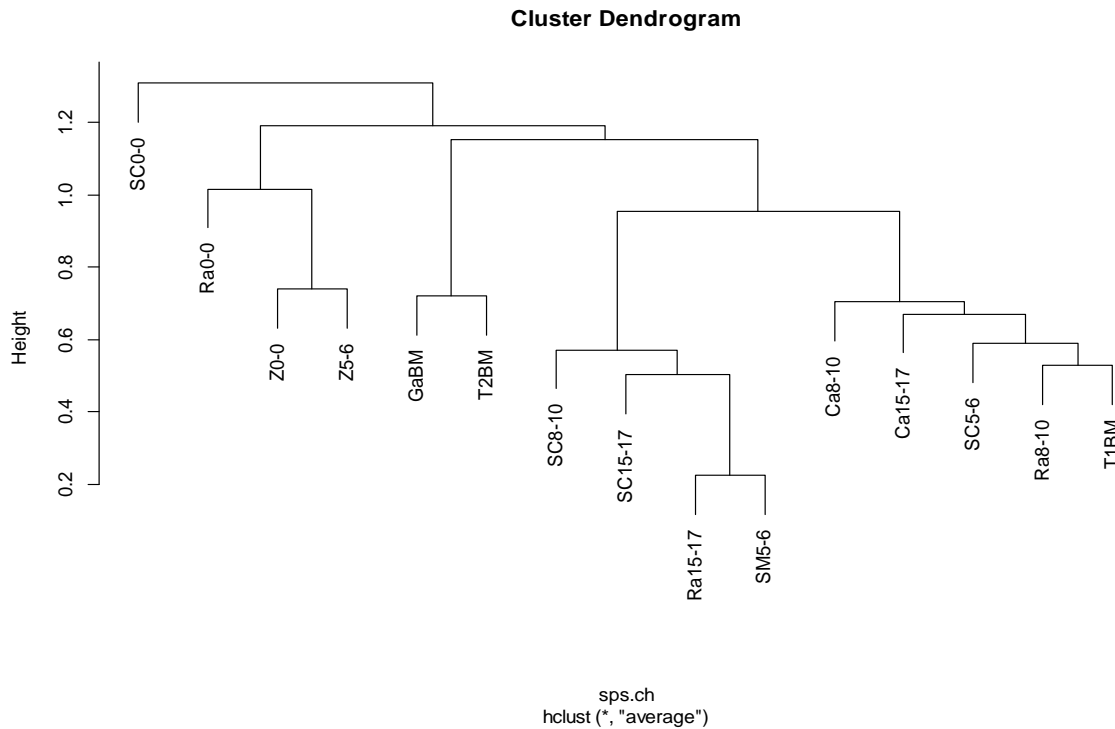 Cluster Dendrogram
Height
0.2
0.4
0.6
0.8
1.0
1.2
SC0-0
Ra0-0
Z0-0
Z5-6
GaBM
T2BM
SC8-10
SC15-17
Ra15-17
SM5-6
Ca8-10
Ca15-17
SC5-6
Ra8-10
T1BM
sps.ch
hclust (*, "average")